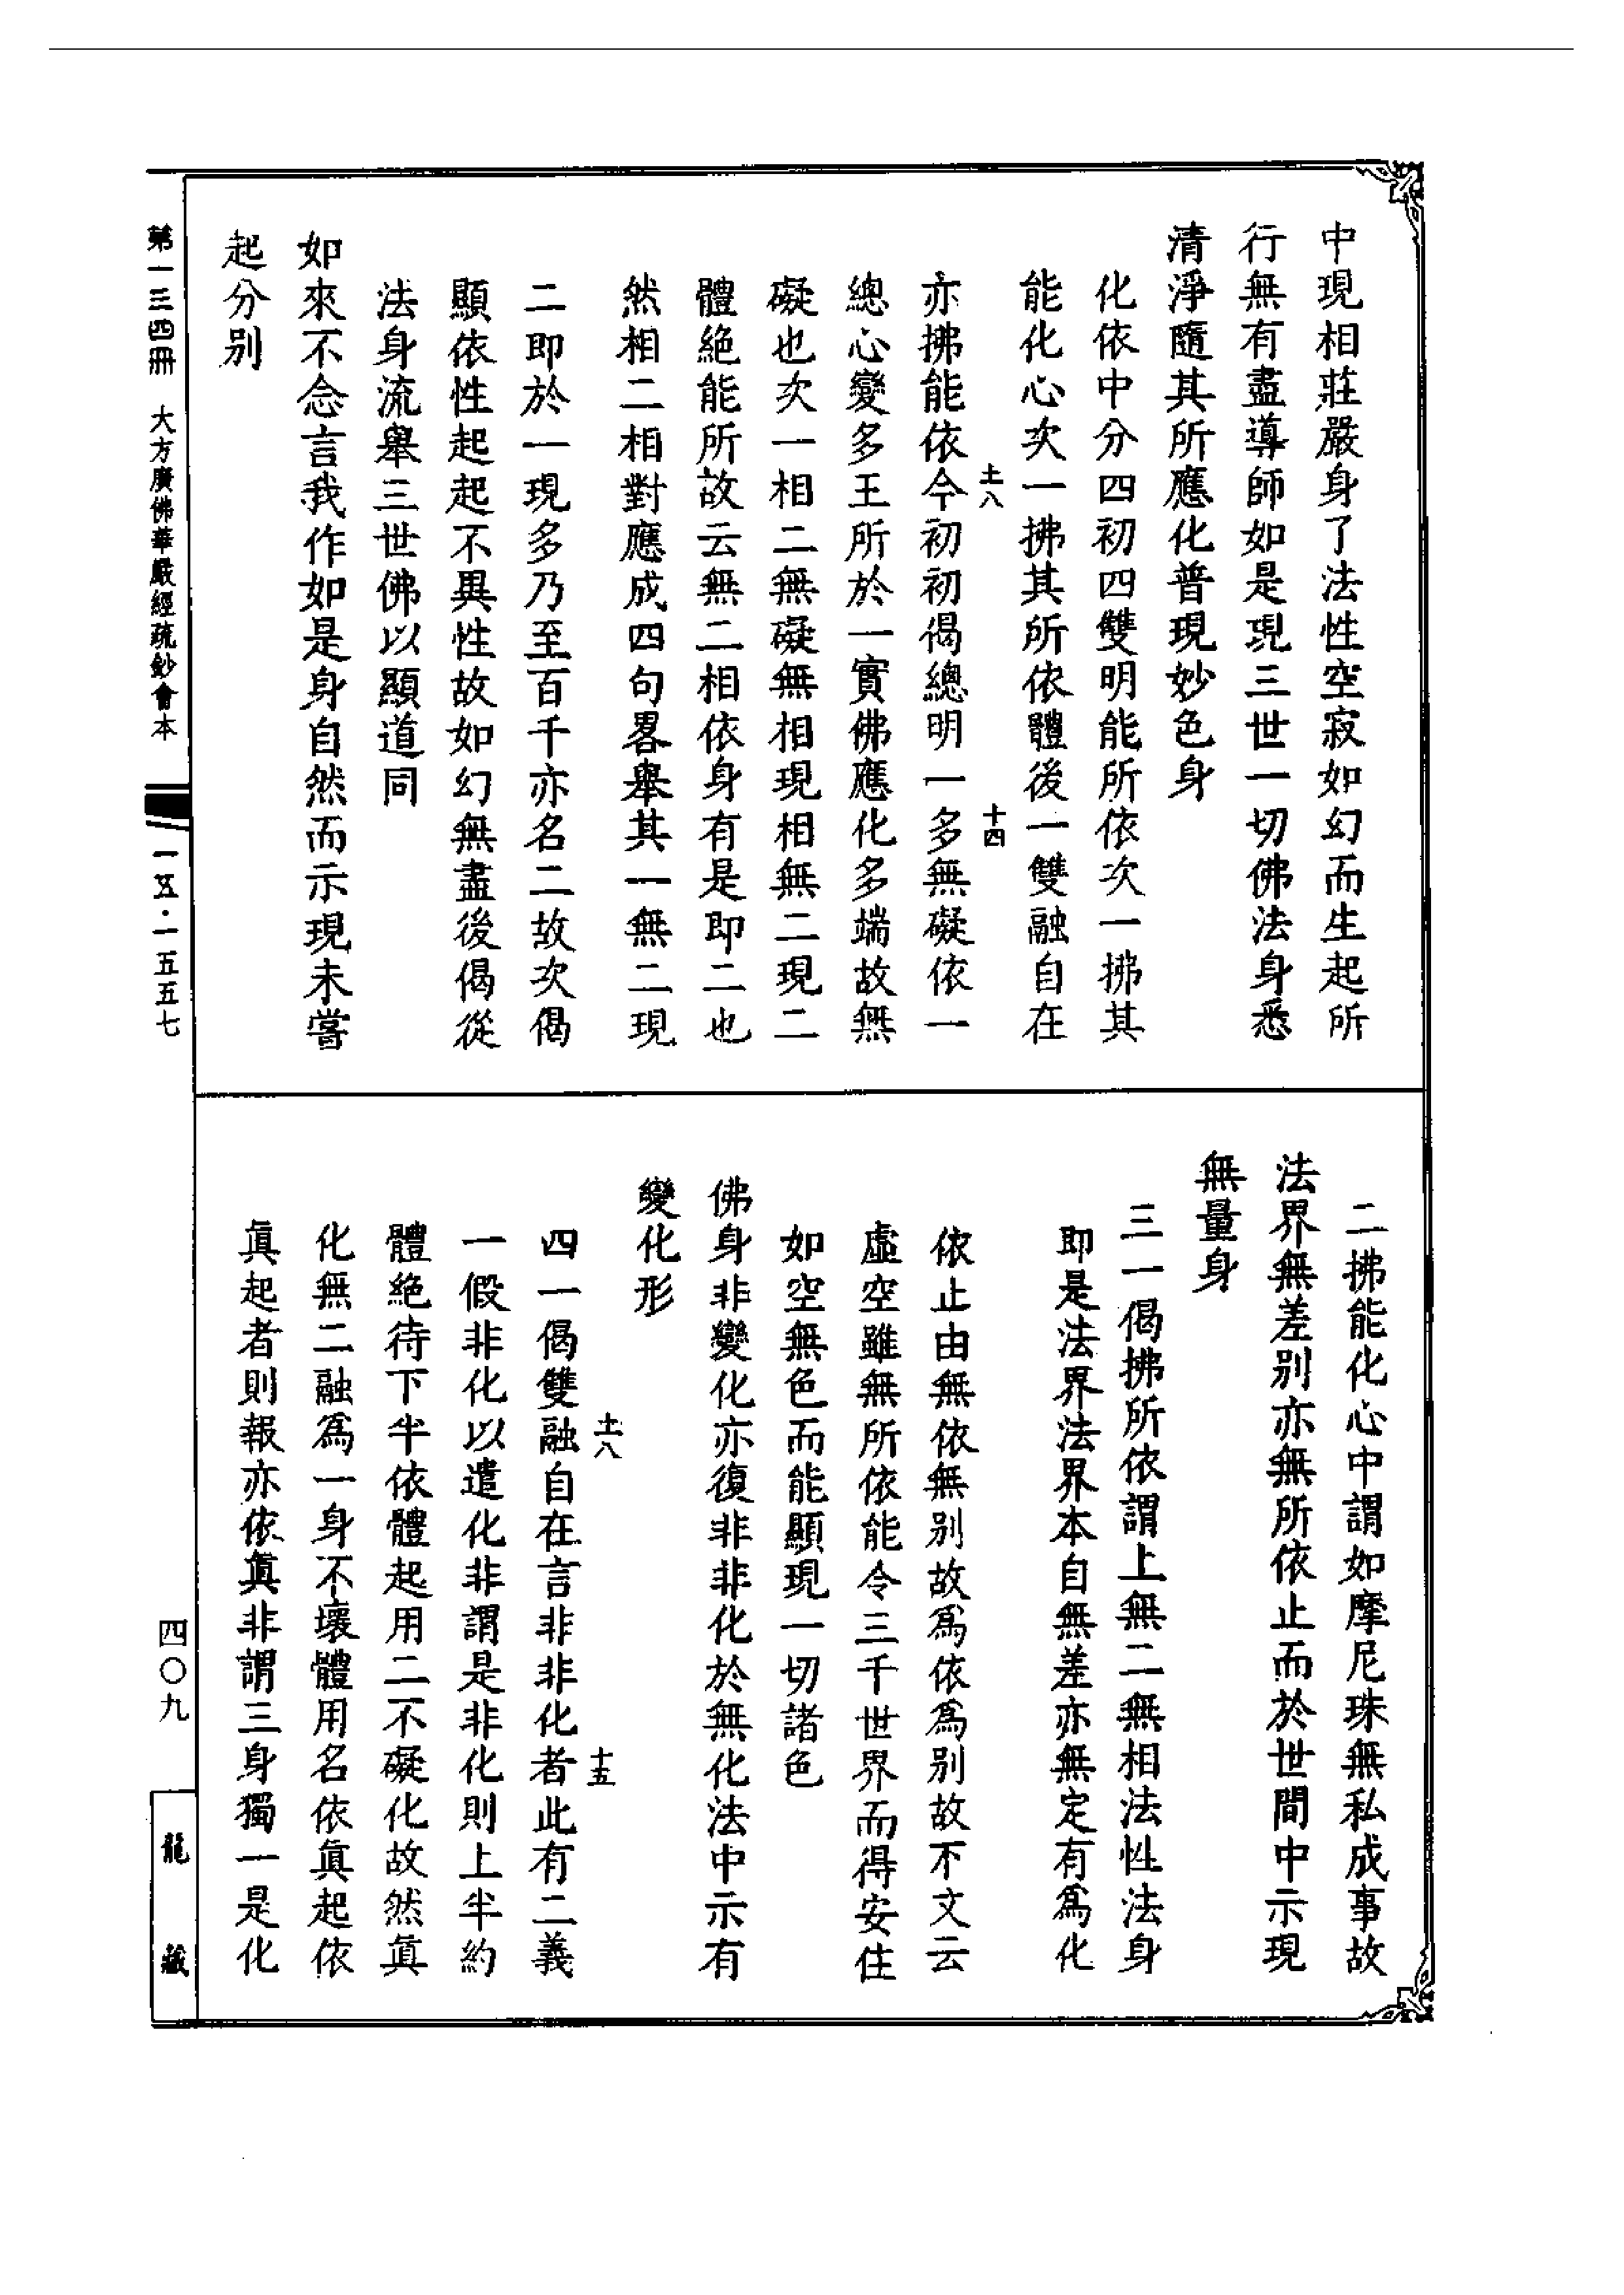 中現相莊嚴身了法性空寂如幻而生起所
行無有盡導師如是現三世一切佛法身悉
清淨隨其所應化普現妙色身
化依中分四初四雙明能所依次一拂其
能化心次一拂其所依體後一雙融自在
土八
十四
亦拂能依今初初偈總明一多無礙依一
總心變多王所於一實佛應化多端故無
礙也次一相二無礙無相現相無二現二
體絶能所故云無二相依身有是即二也
然相二相對應成四句畧舉其一無二現
二即於一現多乃至百千亦名二故次偈
顯依性起起不異性故如幻無盡後偈從
法身流舉三世佛以顯道同
如來不念言我作如是身自然而示現未嘗
起分别
二拂能化心中謂如摩尼珠無私成事故
法界無差别亦無所依止而於世間中示現
無量身
三一偈拂所依謂上無二無相法性法身
即是法界法界本自無差亦無定有爲化
依止由無依無别故爲依爲别故不文云
虛空雖無所依能令三千世界而得安住
如空無色而能顯現一切諸色
佛身非變化亦復非非化於無化法中示有
變化形
土八
十五
四一偈雙融自在言非非化者此有二義
一假非化以遣化非謂是非化則上半約
體絶待下半依體起用二不礙化故然眞
化無二融爲一身不壞體用名依眞起依
眞起者則報亦依眞非謂三身獨一是化
第一三四冊 大方廣佛華嚴經疏鈔會本
一五·一五五七
四〇九
龍藏